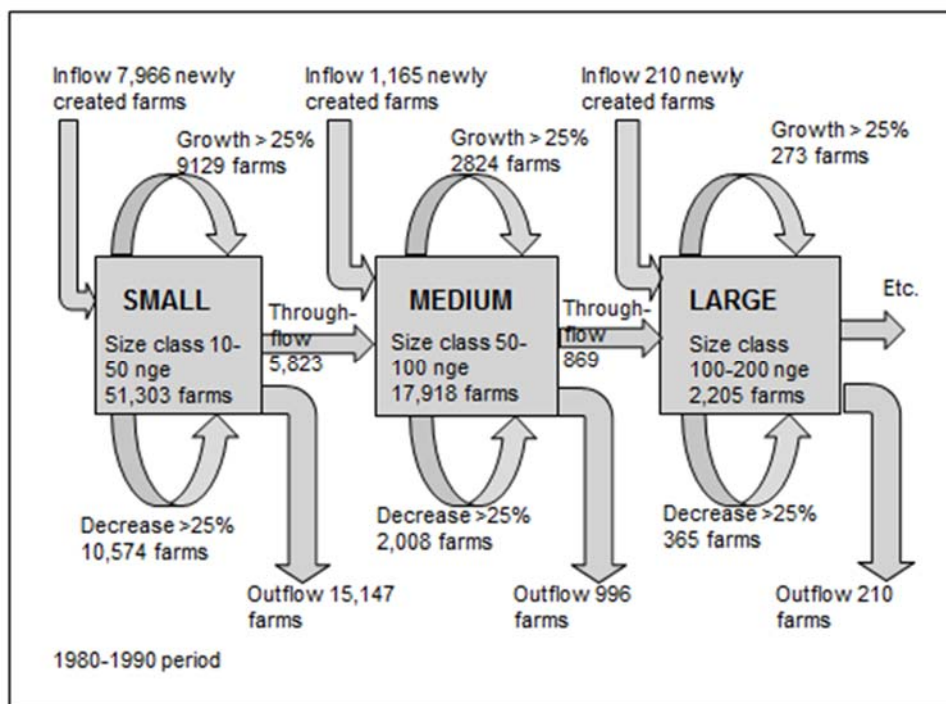 Inflow 7,966 newly
created farms
Growth > 25%
9129 farms
SMALL
Size class 10-
50 nge
51,303 farms
Decrease >25%
10,574 farms
Through-
flow
5,823
Outflow 15,147
farms
Inflow 1,165 newly
created farms
Growth > 25%
2824 farms
MEDIUM
Size class 50-
100 nge
17,918 farms
Decrease >25%
2,008 farms
Through-
flow
869
Outflow 996
farms
Inflow 210 newly
created farms
Growth > 25%
273 farms
LARGE
Size class
100-200 nge
2,205 farms
Decrease >25%
365 farms
Etc.
Outflow 210
farms
1980-1990 period